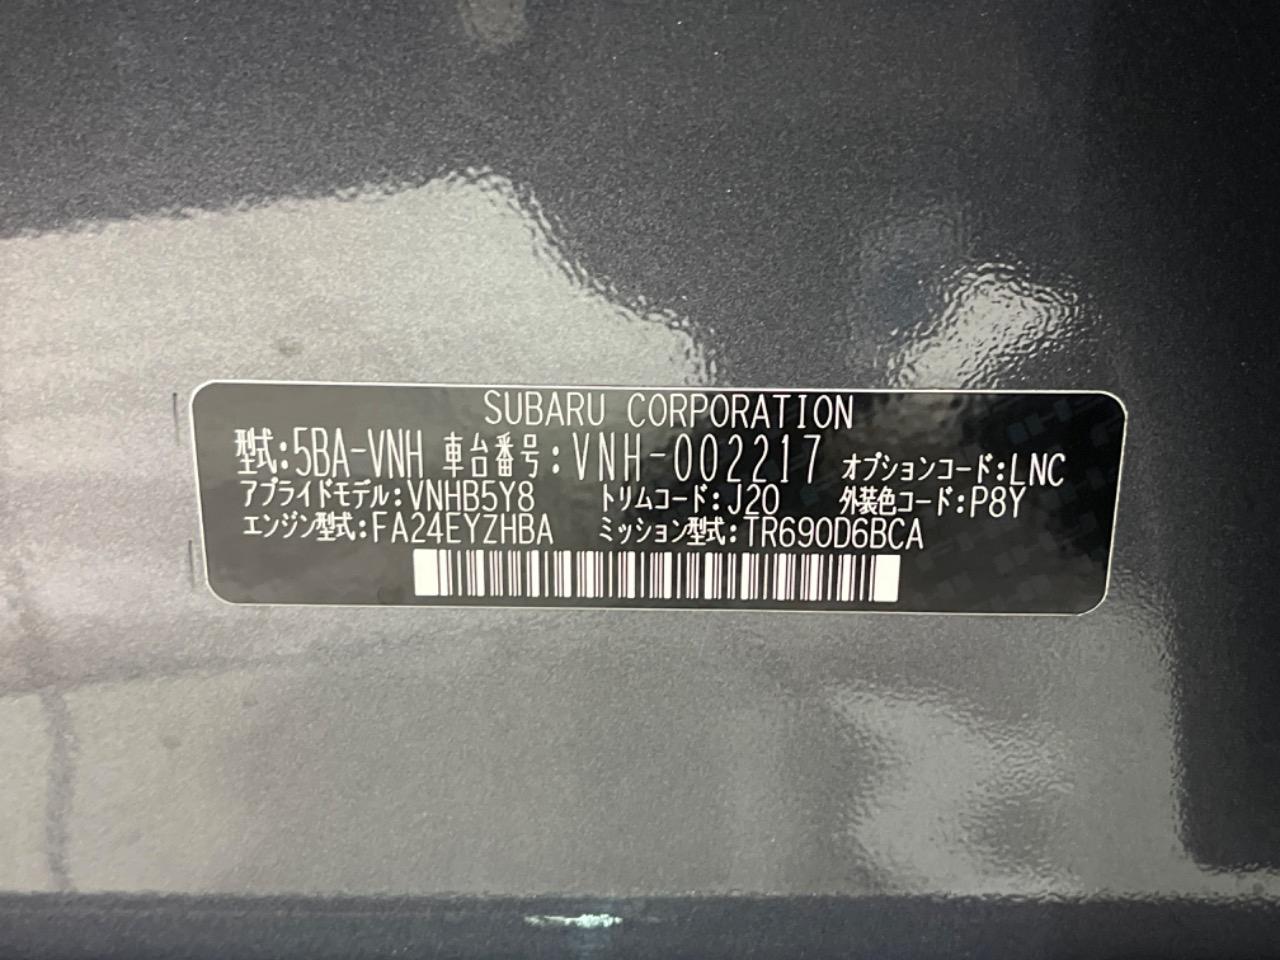 SUBARU CORPORATION
型式:5BA-VNH 車台番号:VNH-002217 オプションコード:LNC
アプライドモデル:VNHB5Y8 トリムコード:J20 外装色コード:P8Y
エンジン型式:FA24EYZHBA ミッション型式:TR690D6BCA